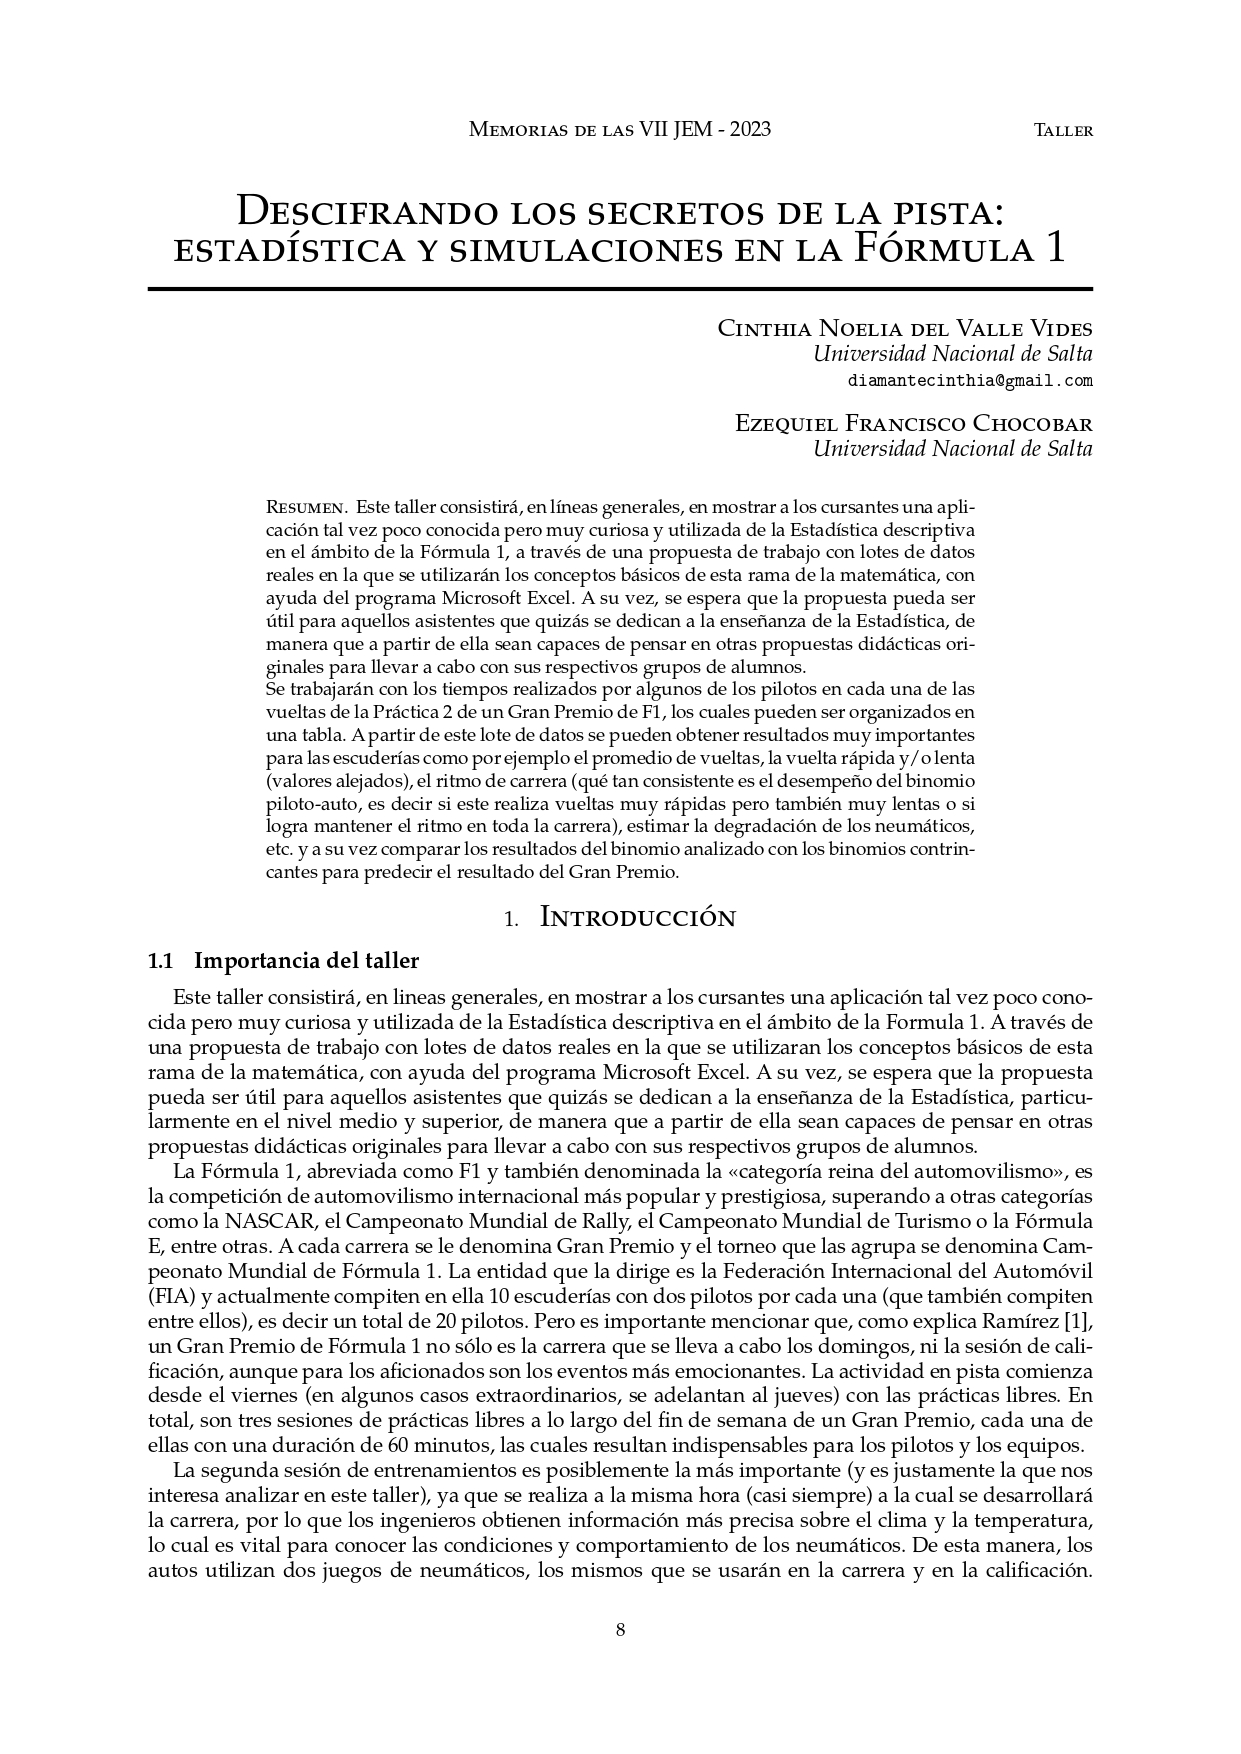 Memorias de las VII JEM - 2023
Taller
Descifrando los secretos de la pista:
estadística y simulaciones en la Fórmula 1
Cinthia Noelia del Valle Vides
Universidad Nacional de Salta
diamantecinthia@gmail.com
Ezequiel Francisco Chocobar
Universidad Nacional de Salta
Resumen. Este taller consistirá, en líneas generales, en mostrar a los cursantes una apli-
cación tal vez poco conocida pero muy curiosa y utilizada de la Estadística descriptiva
en el ámbito de la Fórmula 1, a través de una propuesta de trabajo con lotes de datos
reales en la que se utilizarán los conceptos básicos de esta rama de la matemática, con
ayuda del programa Microsoft Excel. A su vez, se espera que la propuesta pueda ser
útil para aquellos asistentes que quizás se dedican a la enseñanza de la Estadística, de
manera que a partir de ella sean capaces de pensar en otras propuestas didácticas ori-
ginales para llevar a cabo con sus respectivos grupos de alumnos.
Se trabajarán con los tiempos realizados por algunos de los pilotos en cada una de las
vueltas de la Práctica 2 de un Gran Premio de F1, los cuales pueden ser organizados en
una tabla. A partir de este lote de datos se pueden obtener resultados muy importantes
para las escuderías como por ejemplo el promedio de vueltas, la vuelta rápida y/o lenta
(valores alejados), el ritmo de carrera (qué tan consistente es el desempeño del binomio
piloto-auto, es decir si este realiza vueltas muy rápidas pero también muy lentas o si
logra mantener el ritmo en toda la carrera), estimar la degradación de los neumáticos,
etc. y a su vez comparar los resultados del binomio analizado con los binomios contrin-
cantes para predecir el resultado del Gran Premio.
1. Introducción
1.1 Importancia del taller
Este taller consistirá, en lineas generales, en mostrar a los cursantes una aplicación tal vez poco cono-
cida pero muy curiosa y utilizada de la Estadística descriptiva en el ámbito de la Formula 1. A través de
una propuesta de trabajo con lotes de datos reales en la que se utilizaran los conceptos básicos de esta
rama de la matemática, con ayuda del programa Microsoft Excel. A su vez, se espera que la propuesta
pueda ser útil para aquellos asistentes que quizás se dedican a la enseñanza de la Estadística, particu-
larmente en el nivel medio y superior, de manera que a partir de ella sean capaces de pensar en otras
propuestas didácticas originales para llevar a cabo con sus respectivos grupos de alumnos.
La Fórmula 1, abreviada como F1 y también denominada la «categoría reina del automovilismo», es
la competición de automovilismo internacional más popular y prestigiosa, superando a otras categorías
como la NASCAR, el Campeonato Mundial de Rally, el Campeonato Mundial de Turismo o la Fórmula
E, entre otras. A cada carrera se le denomina Gran Premio y el torneo que las agrupa se denomina Cam-
peonato Mundial de Fórmula 1. La entidad que la dirige es la Federación Internacional del Automóvil
(FIA) y actualmente compiten en ella 10 escuderías con dos pilotos por cada una (que también compiten
entre ellos), es decir un total de 20 pilotos. Pero es importante mencionar que, como explica Ramírez [1],
un Gran Premio de Fórmula 1 no sólo es la carrera que se lleva a cabo los domingos, ni la sesión de cali-
ficación, aunque para los aficionados son los eventos más emocionantes. La actividad en pista comienza
desde el viernes (en algunos casos extraordinarios, se adelantan al jueves) con las prácticas libres. En
total, son tres sesiones de prácticas libres a lo largo del fin de semana de un Gran Premio, cada una de
ellas con una duración de 60 minutos, las cuales resultan indispensables para los pilotos y los equipos.
La segunda sesión de entrenamientos es posiblemente la más importante (y es justamente la que nos
interesa analizar en este taller), ya que se realiza a la misma hora (casi siempre) a la cual se desarrollará
la carrera, por lo que los ingenieros obtienen información más precisa sobre el clima y la temperatura,
lo cual es vital para conocer las condiciones y comportamiento de los neumáticos. De esta manera, los
autos utilizan dos juegos de neumáticos, los mismos que se usarán en la carrera y en la calificación.
8